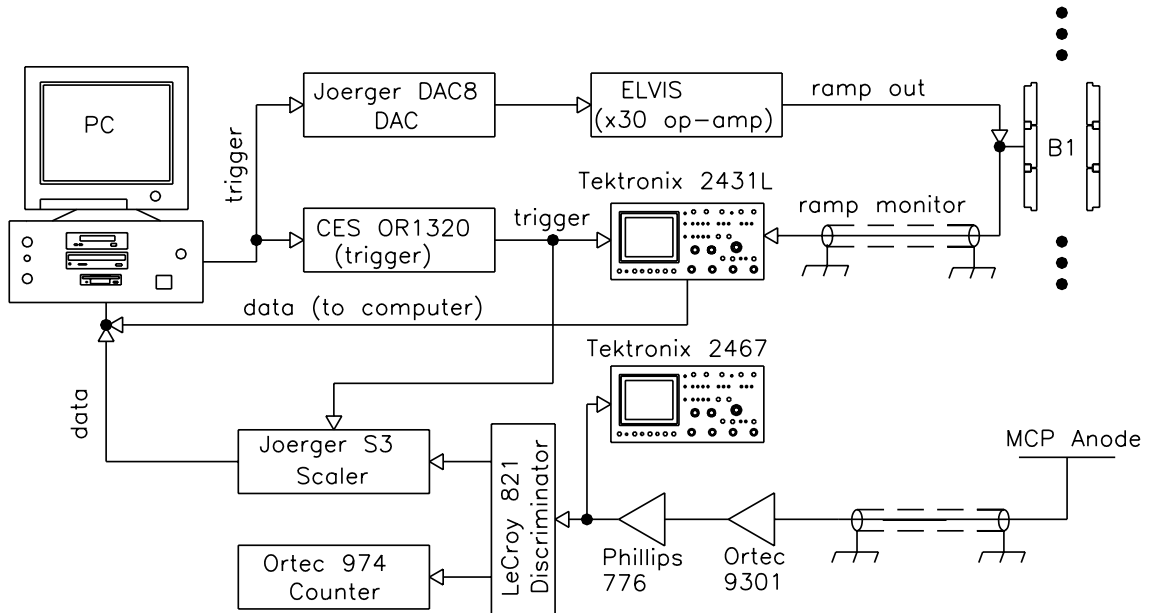 PC
trigger
Joerger DAC8
DAC
ELVIS
(x30 op-amp)
ramp out
B1
CES OR1320
(trigger)
trigger
Tektronix 2431L
ramp monitor
data (to computer)
Tektronix 2467
data
Joerger S3
Scaler
LeCroy 821
Discriminator
MCP Anode
Phillips
776
Ortec
9301
Ortec 974
Counter